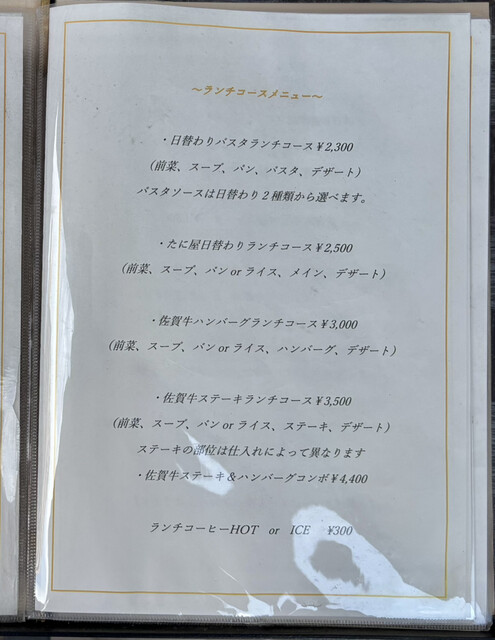 ～ランチコースメニュー～
・日替わりパスタランチコース¥2,300
（前菜、スープ、パン、パスタ、デザート）
パスタソースは日替わり２種類から選べます。
・たに屋日替わりランチコース¥2,500
（前菜、スープ、パン or ライス、メイン、デザート）
・佐賀牛ハンバーグランチコース¥3,000
（前菜、スープ、パン or ライス、ハンバーグ、デザート）
・佐賀牛ステーキランチコース¥3,500
（前菜、スープ、パン or ライス、ステーキ、デザート）
ステーキの部位は仕入れによって異なります
・佐賀牛ステーキ＆ハンバーグコンボ¥4,400
ランチコーヒーHOT or ICE ¥300